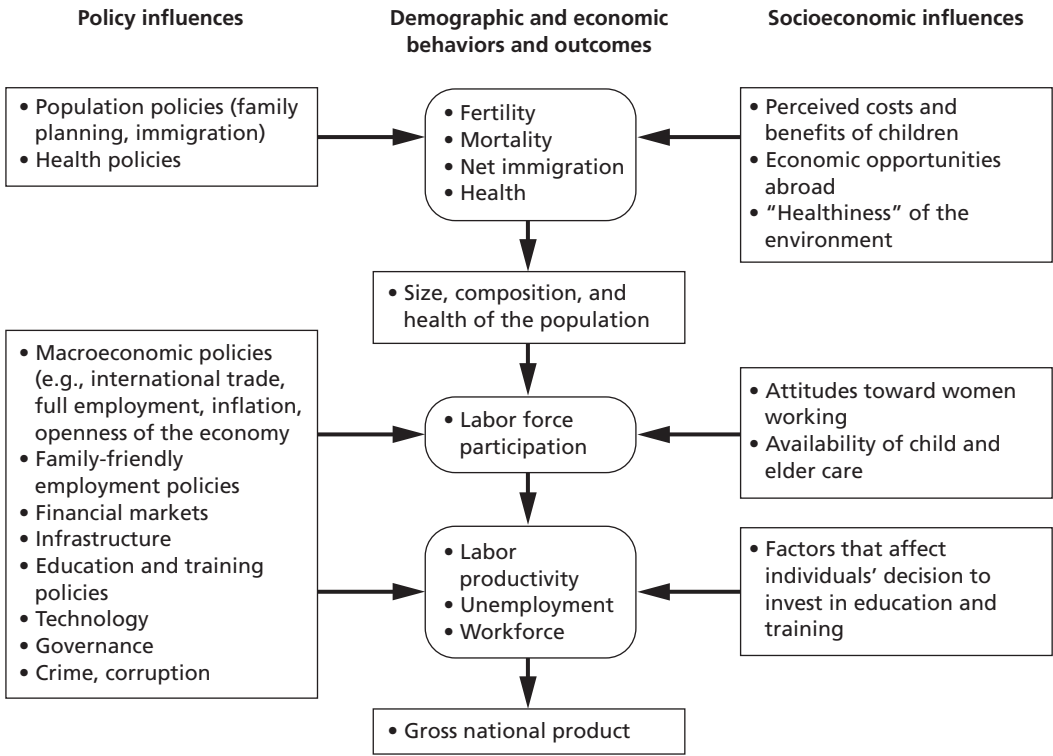 Policy influences
Demographic and economic
behaviors and outcomes
Socioeconomic influences
• Population policies (family
planning, immigration)
• Health policies
• Fertility
• Mortality
• Net immigration
• Health
• Perceived costs and
benefits of children
• Economic opportunities
abroad
• “Healthiness” of the
environment
• Size, composition, and
health of the population
• Macroeconomic policies
(e.g., international trade,
full employment, inflation,
openness of the economy
• Family-friendly
employment policies
• Financial markets
• Infrastructure
• Education and training
policies
• Technology
• Governance
• Crime, corruption
• Labor force
participation
• Attitudes toward women
working
• Availability of child and
elder care
• Labor
productivity
• Unemployment
• Workforce
• Factors that affect
individuals’ decision to
invest in education and
training
• Gross national product